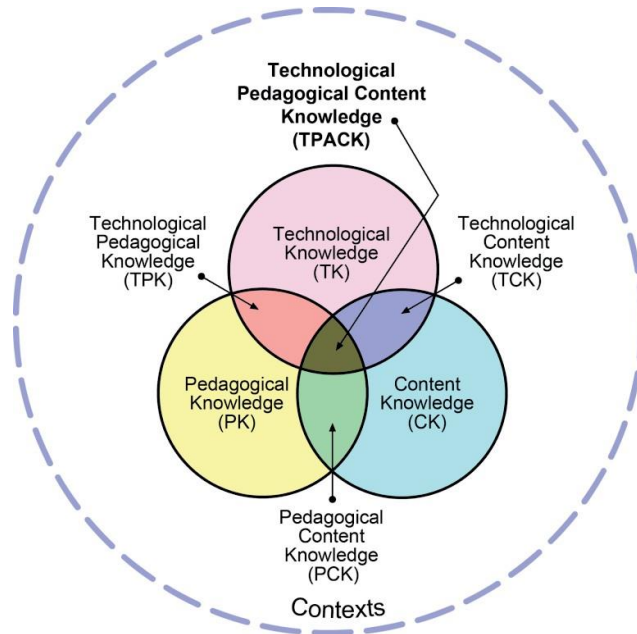 Technological
Pedagogical Content
Knowledge
(TPACK)
Technological
Pedagogical
Knowledge
(TPK)
Technological
Knowledge
(TK)
Technological
Content
Knowledge
(TCK)
Pedagogical
Knowledge
(PK)
Content
Knowledge
(CK)
Pedagogical
Content
Knowledge
(PCK)
Contexts